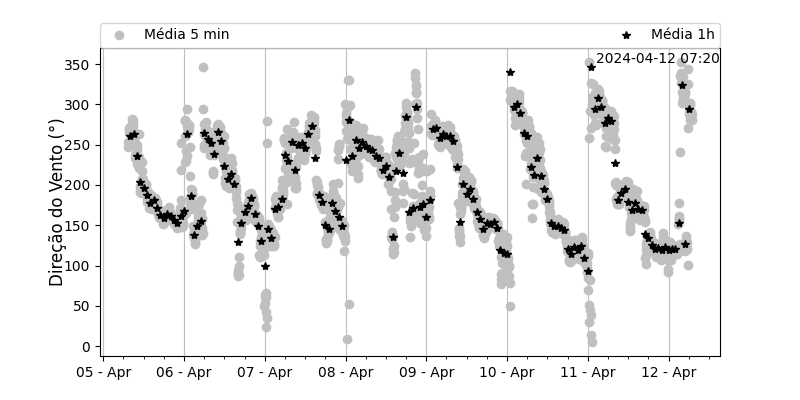 Média 5 min
Média 1h
2024-04-12 07:20
Direção do Vento (°)
350
300
250
200
150
100
50
0
05 - Apr
06 - Apr
07 - Apr
08 - Apr
09 - Apr
10 - Apr
11 - Apr
12 - Apr